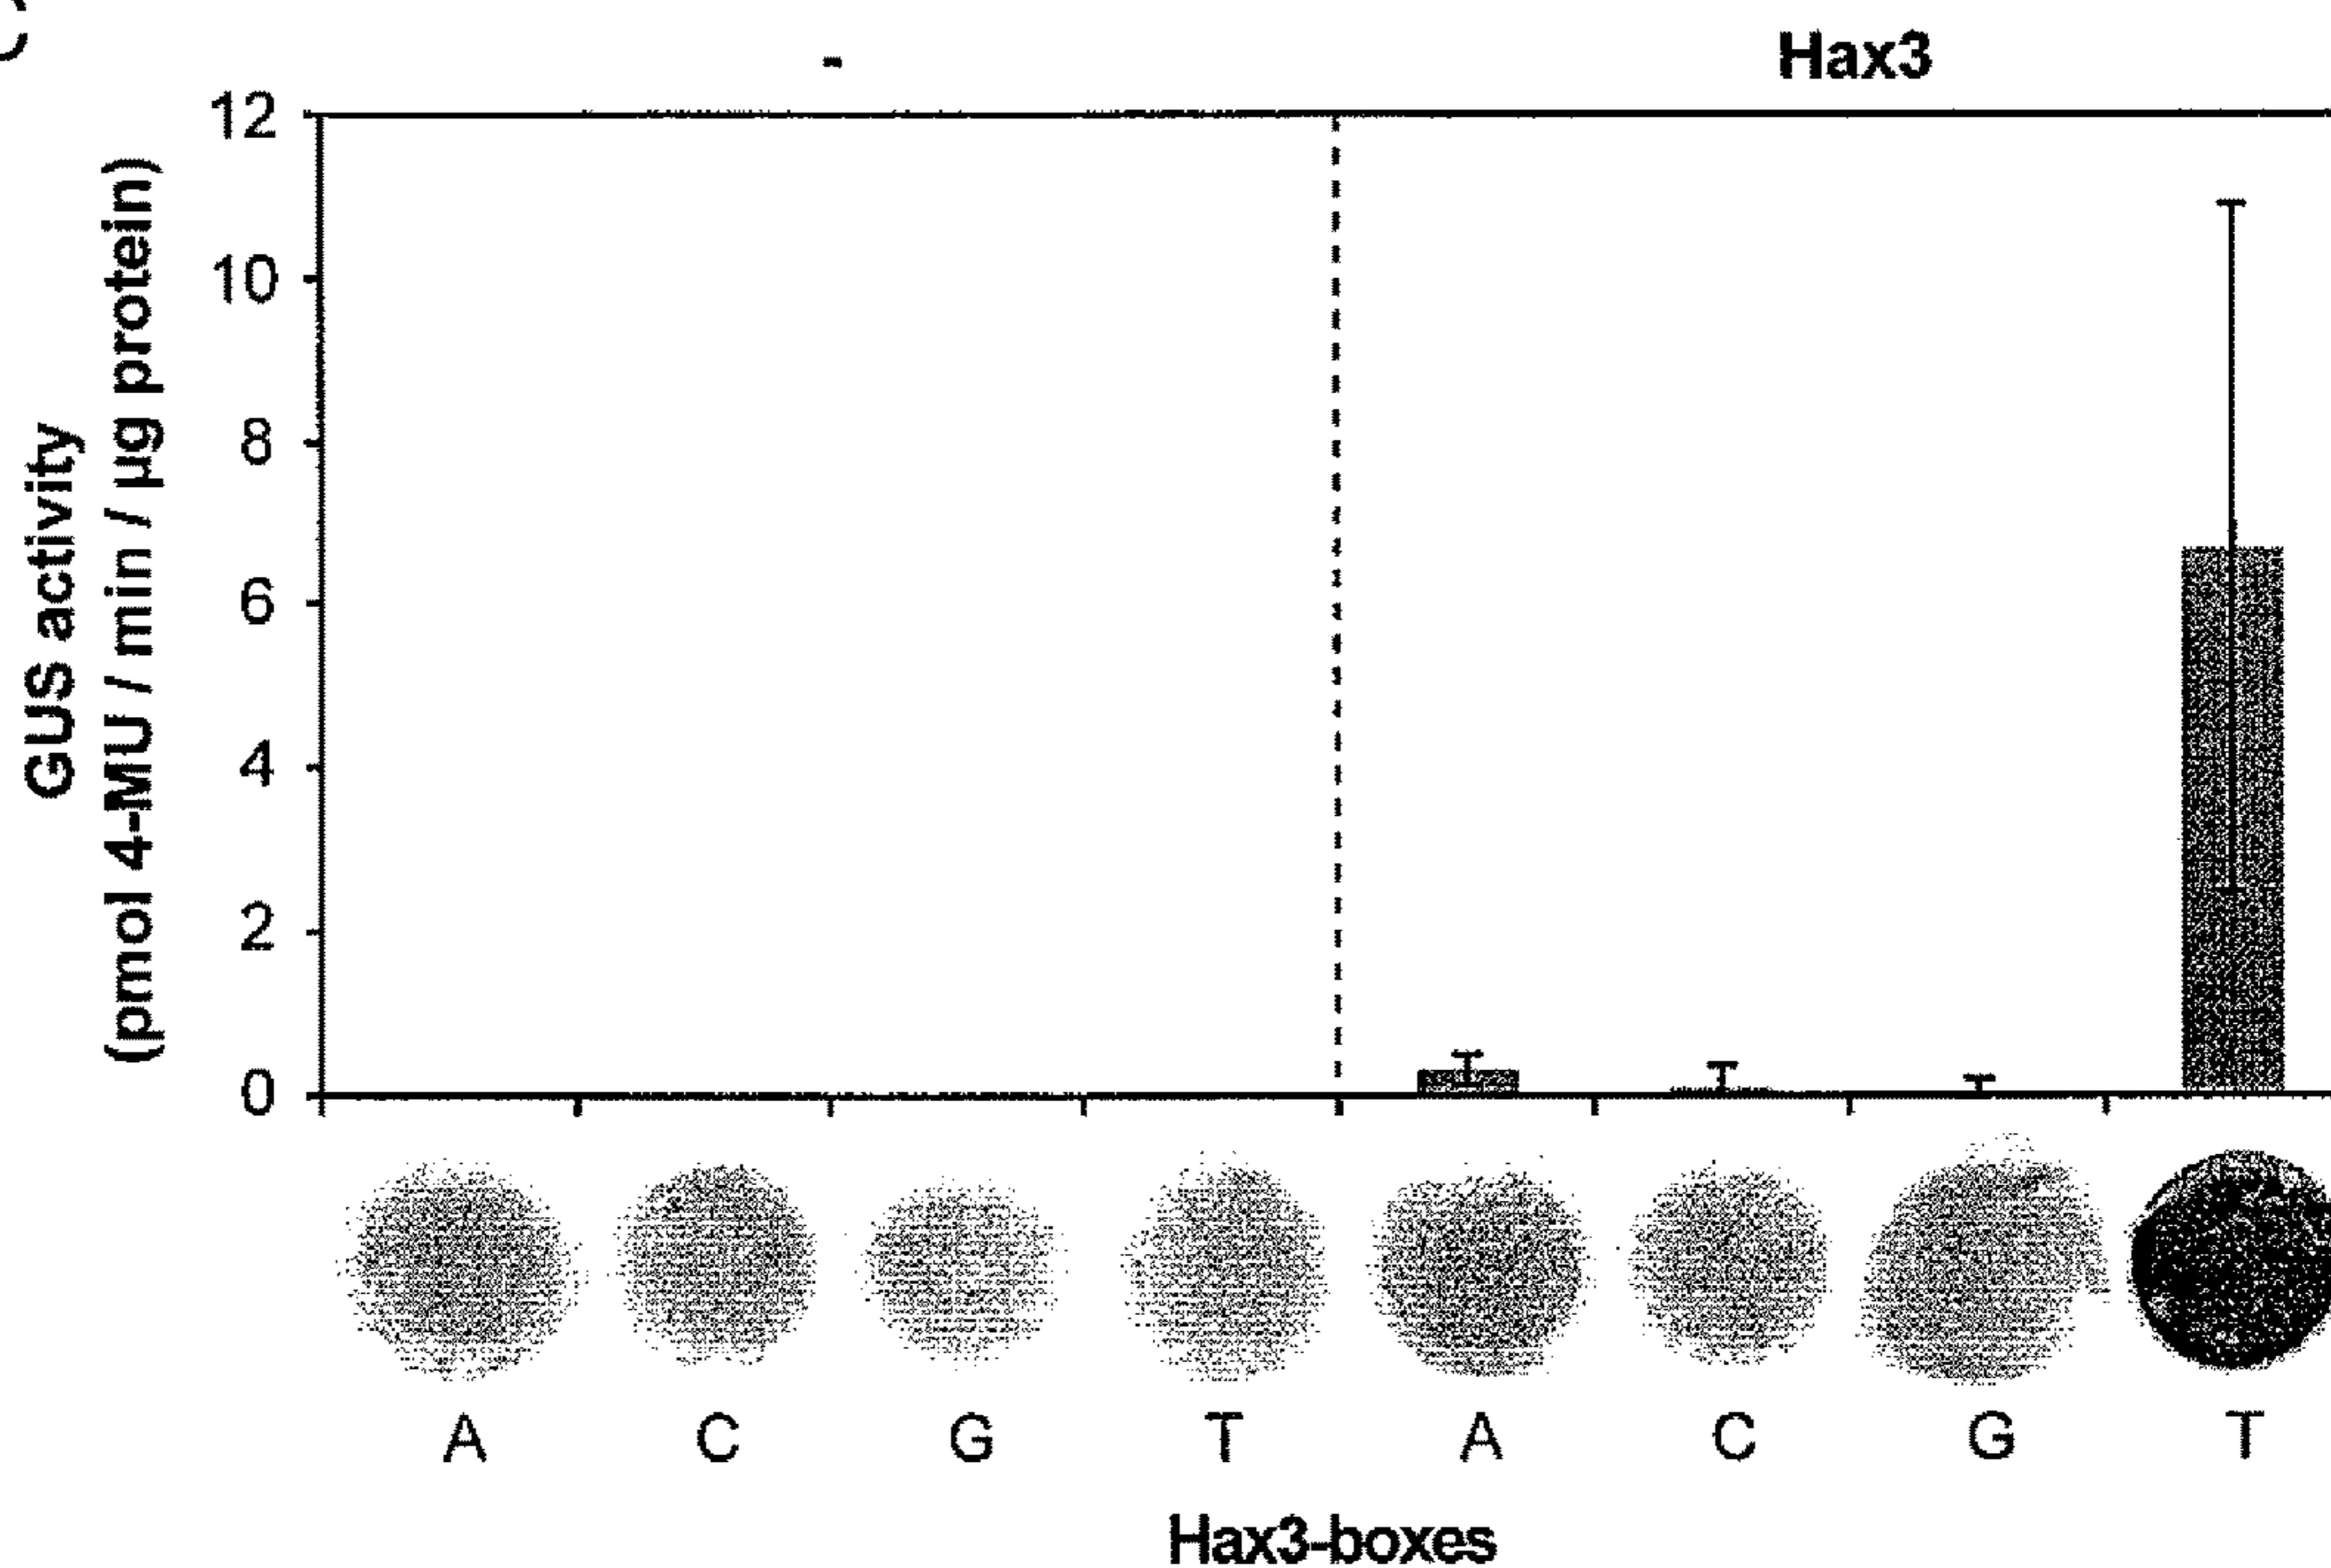 C
- Hax3
12
10
8
6
4
2
0
GUS activity
(pmol 4-MU / min / µg protein)
A C G T A C G T
Hax3-boxes